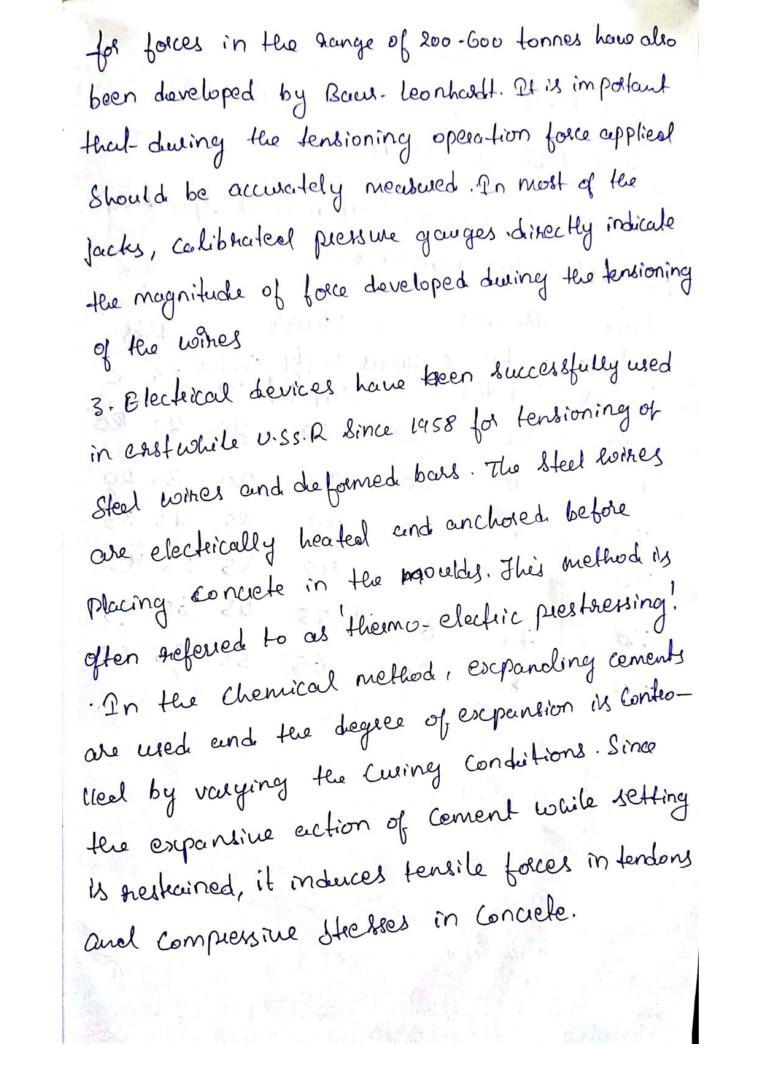 for forces in the range of 200-600 tonnes have also
been developed by Baur- Leonhardt. It is important
that during the tensioning operation force applied
Should be accurately measured. In most of the
Jacks, calibrated pressure gauges directly indicate
the magnitude of force developed during the tensioning
of the wires
3. Electrical devices have been successfully used
in erstwhile U.S.S.R Since 1958 for tensioning of
Steel wires and deformed bars. The Steel wires
are electrically heated and anchored before
Placing concrete in the moulds. This method is
Often referred to as 'thermo-electric prestressing'.
In the Chemical method, expanding cements
are used and the degree of expansion is Contro-
lled by varying the Curing Conditions. Since
the expansive action of Cement while setting
is restrained, it induces tensile forces in tendons
and Compressive Stresses in Concrete.